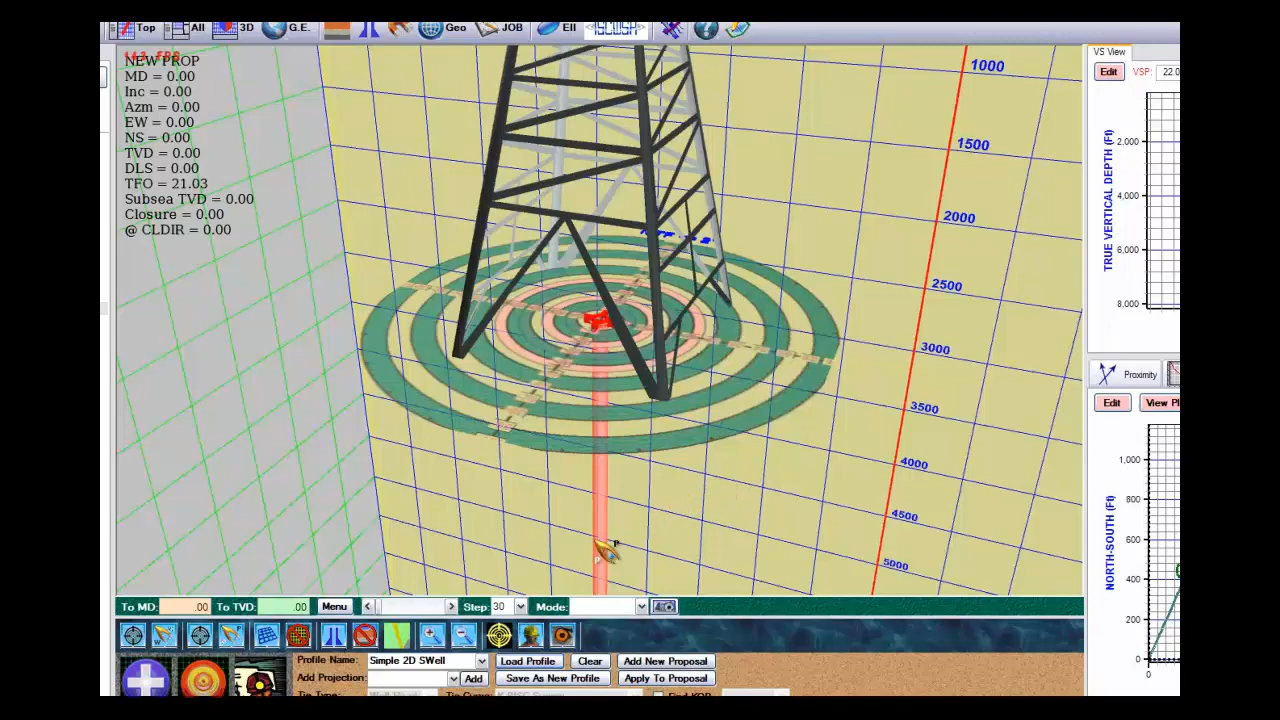 Top All 3D G.E. Geo JOB Ell ISCWSA
NEW PROP
MD = 0.00
Inc = 0.00
Azm = 0.00
EW = 0.00
NS = 0.00
TVD = 0.00
DLS = 0.00
TFO = 21.03
Subsea TVD = 0.00
Closure = 0.00
@ CLDIR = 0.00
1000
1500
2000
2500
3000
3500
4000
4500
5000
P
VS View
Edit VSP: 22.0
TRUE VERTICAL DEPTH (Ft)
2,000
4,000
6,000
8,000
Proximity
Edit View Pl
NORTH-SOUTH (Ft)
1,000
800
600
400
200
0
0
To MD: .00 To TVD: .00 Menu Step: 30 Mode:
Profile Name: Simple 2D SWell Load Profile Clear Add New Proposal
Add Projection: Add Save As New Profile Apply To Proposal